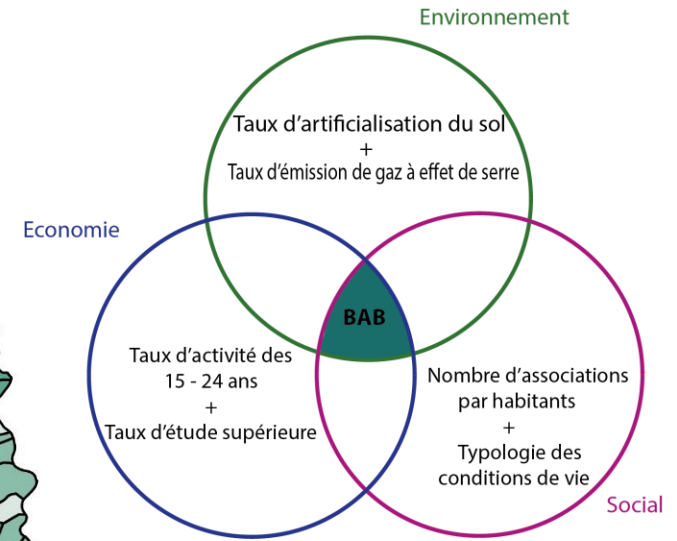 Environnement
Taux d'artificialisation du sol
+
Taux d'émission de gaz à effet de serre
Economie
BAB
Taux d'activité des
15 - 24 ans
+
Taux d'étude supérieure
Nombre d'associations
par habitants
+
Typologie des
conditions de vie
Social